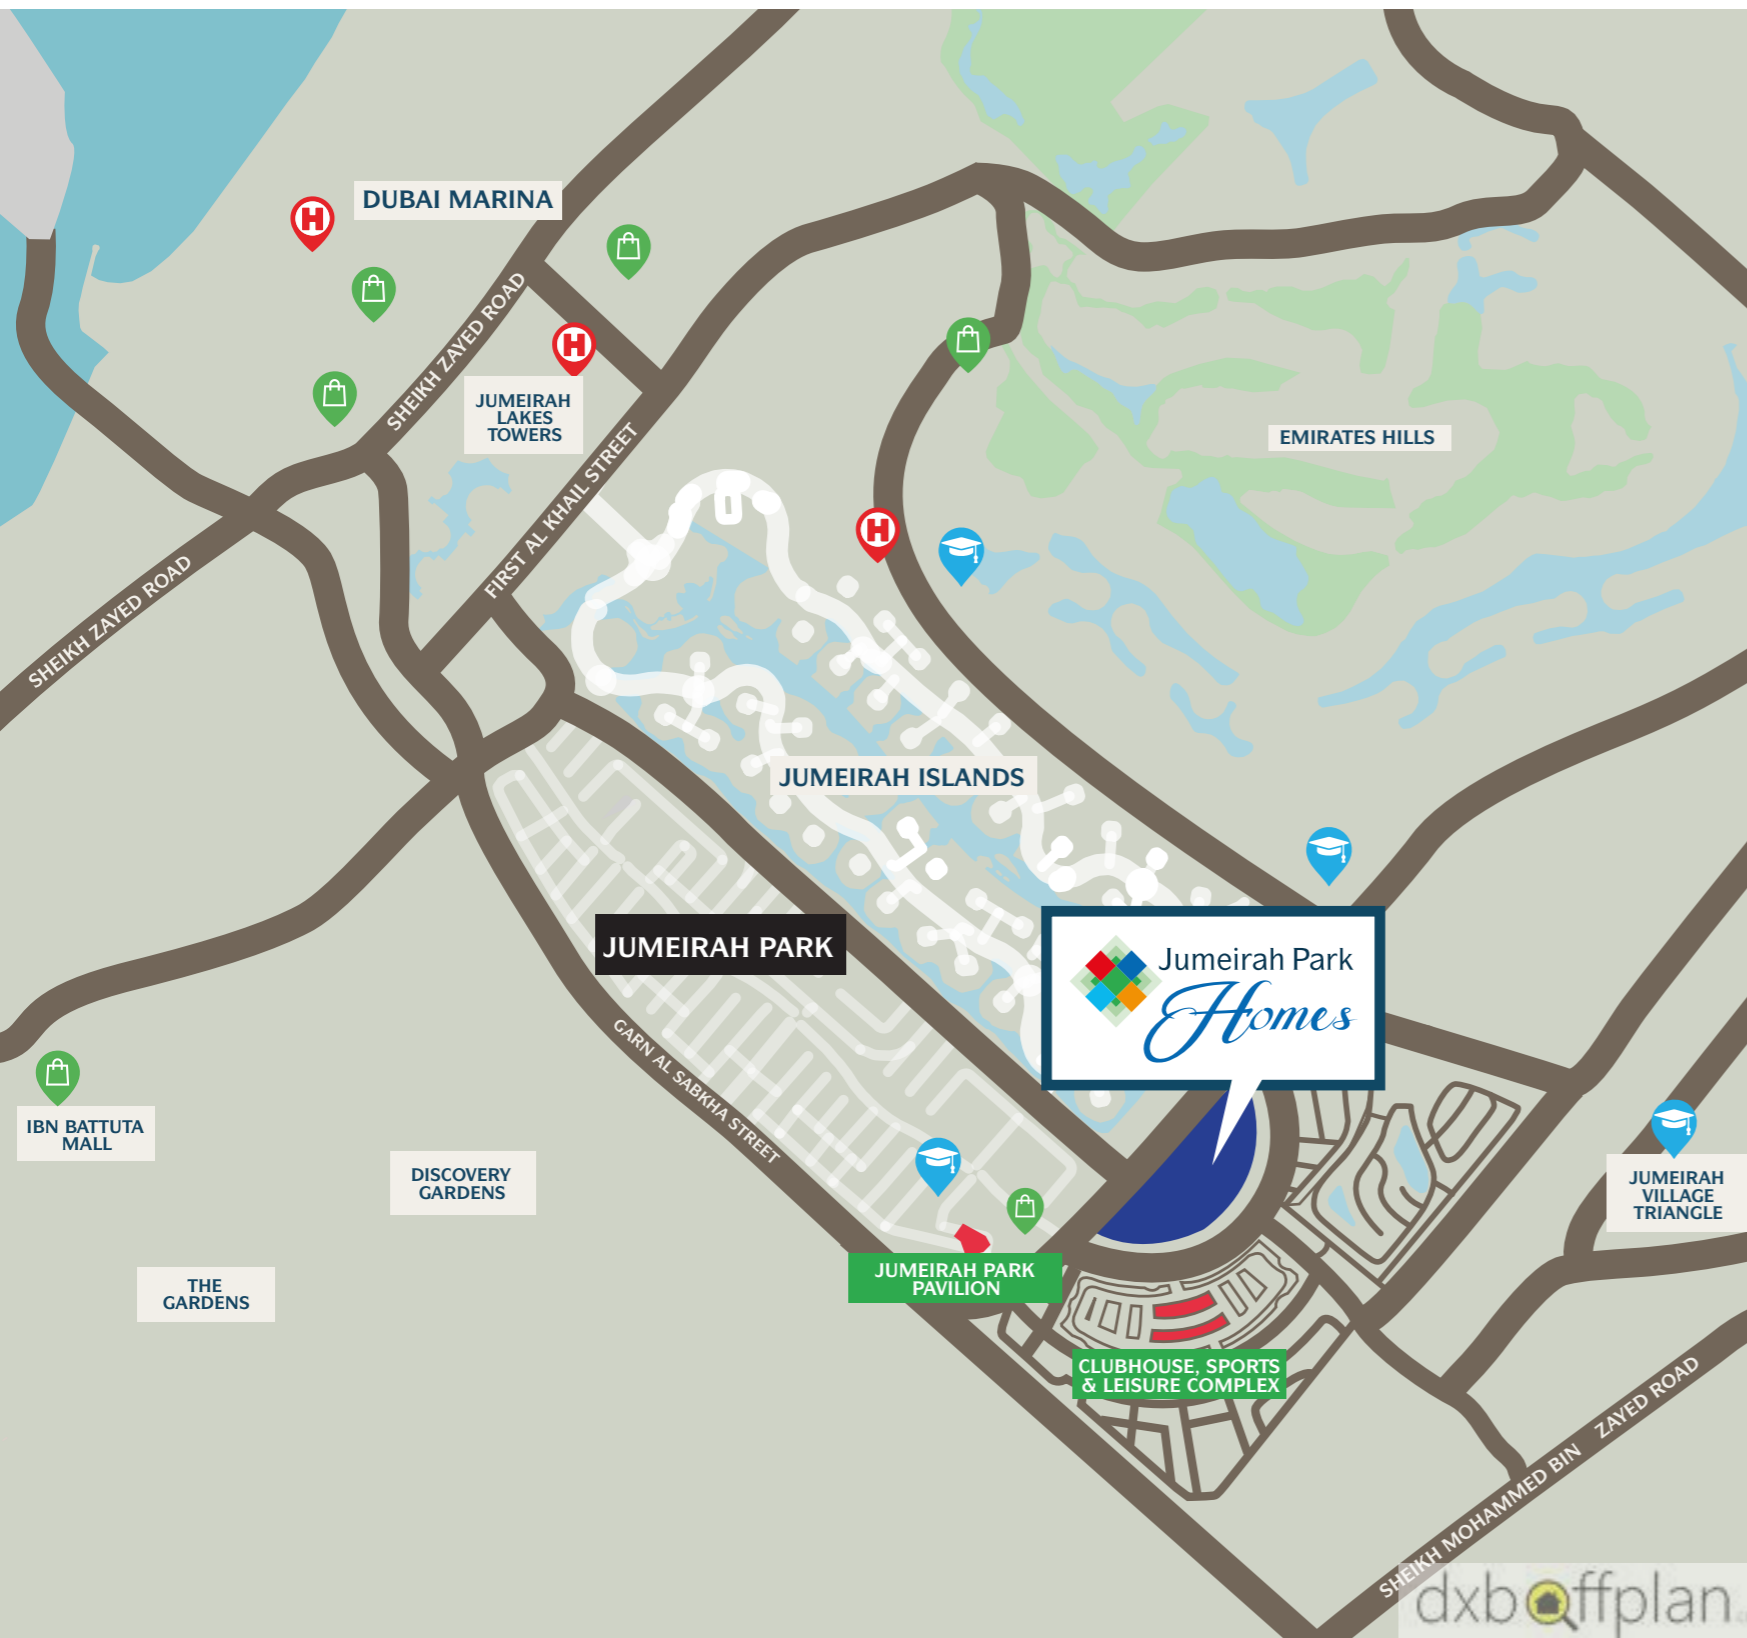 DUBAI MARINA
SHEIKH ZAYED ROAD
JUMEIRAH
LAKES
TOWERS
FIRST AL KHAIL STREET
EMIRATES HILLS
SHEIKH ZAYED ROAD
JUMEIRAH ISLANDS
JUMEIRAH PARK
Jumeirah Park
Homes
GARN AL SABKHA STREET
IBN BATTUTA
MALL
DISCOVERY
GARDENS
JUMEIRAH
VILLAGE
TRIANGLE
THE
GARDENS
JUMEIRAH PARK
PAVILION
CLUBHOUSE, SPORTS
& LEISURE COMPLEX
SHEIKH MOHAMMED BIN ZAYED ROAD
dxboffplan
H
H
H